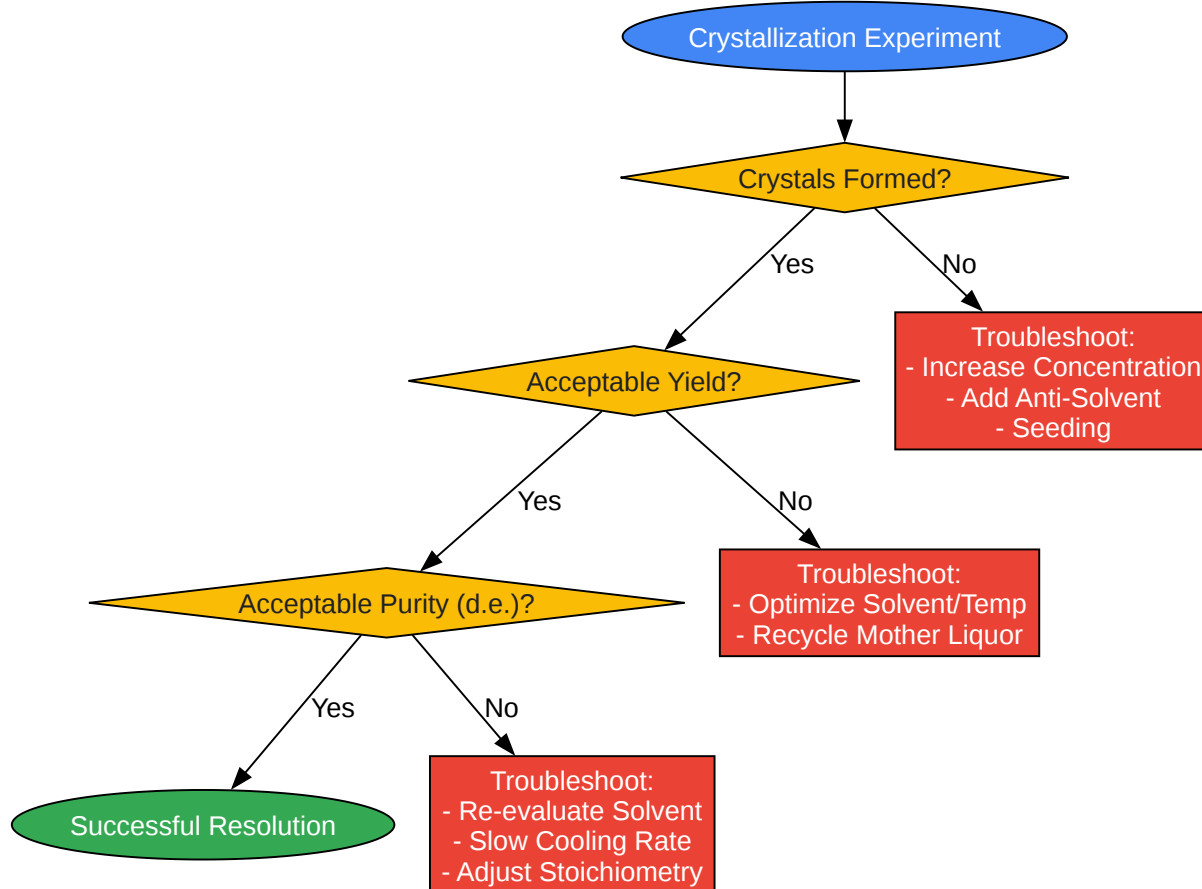 Crystallization Experiment
Crystals Formed?
Yes
No
Troubleshoot:
- Increase Concentration
- Add Anti-Solvent
- Seeding
Acceptable Yield?
Yes
No
Troubleshoot:
- Optimize Solvent/Temp
- Recycle Mother Liquor
Acceptable Purity (d.e.)?
Yes
No
Successful Resolution
Troubleshoot:
- Re-evaluate Solvent
- Slow Cooling Rate
- Adjust Stoichiometry